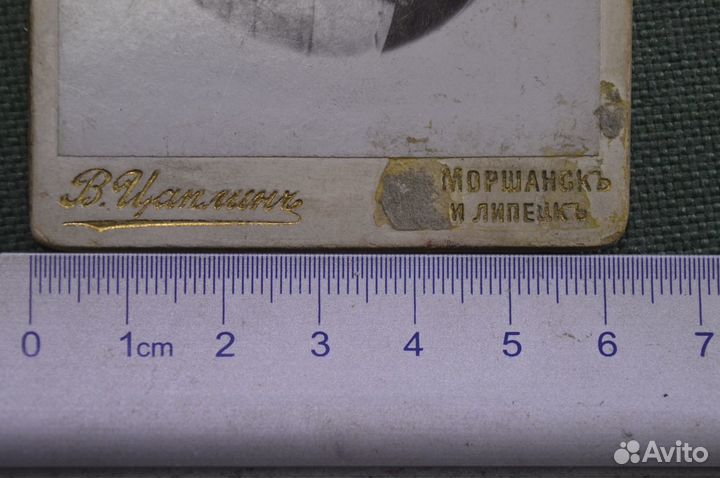 В. Цаплинъ
Моршанскъ
и Липецкъ
0 1cm 2 3 4 5 6 7
Avito